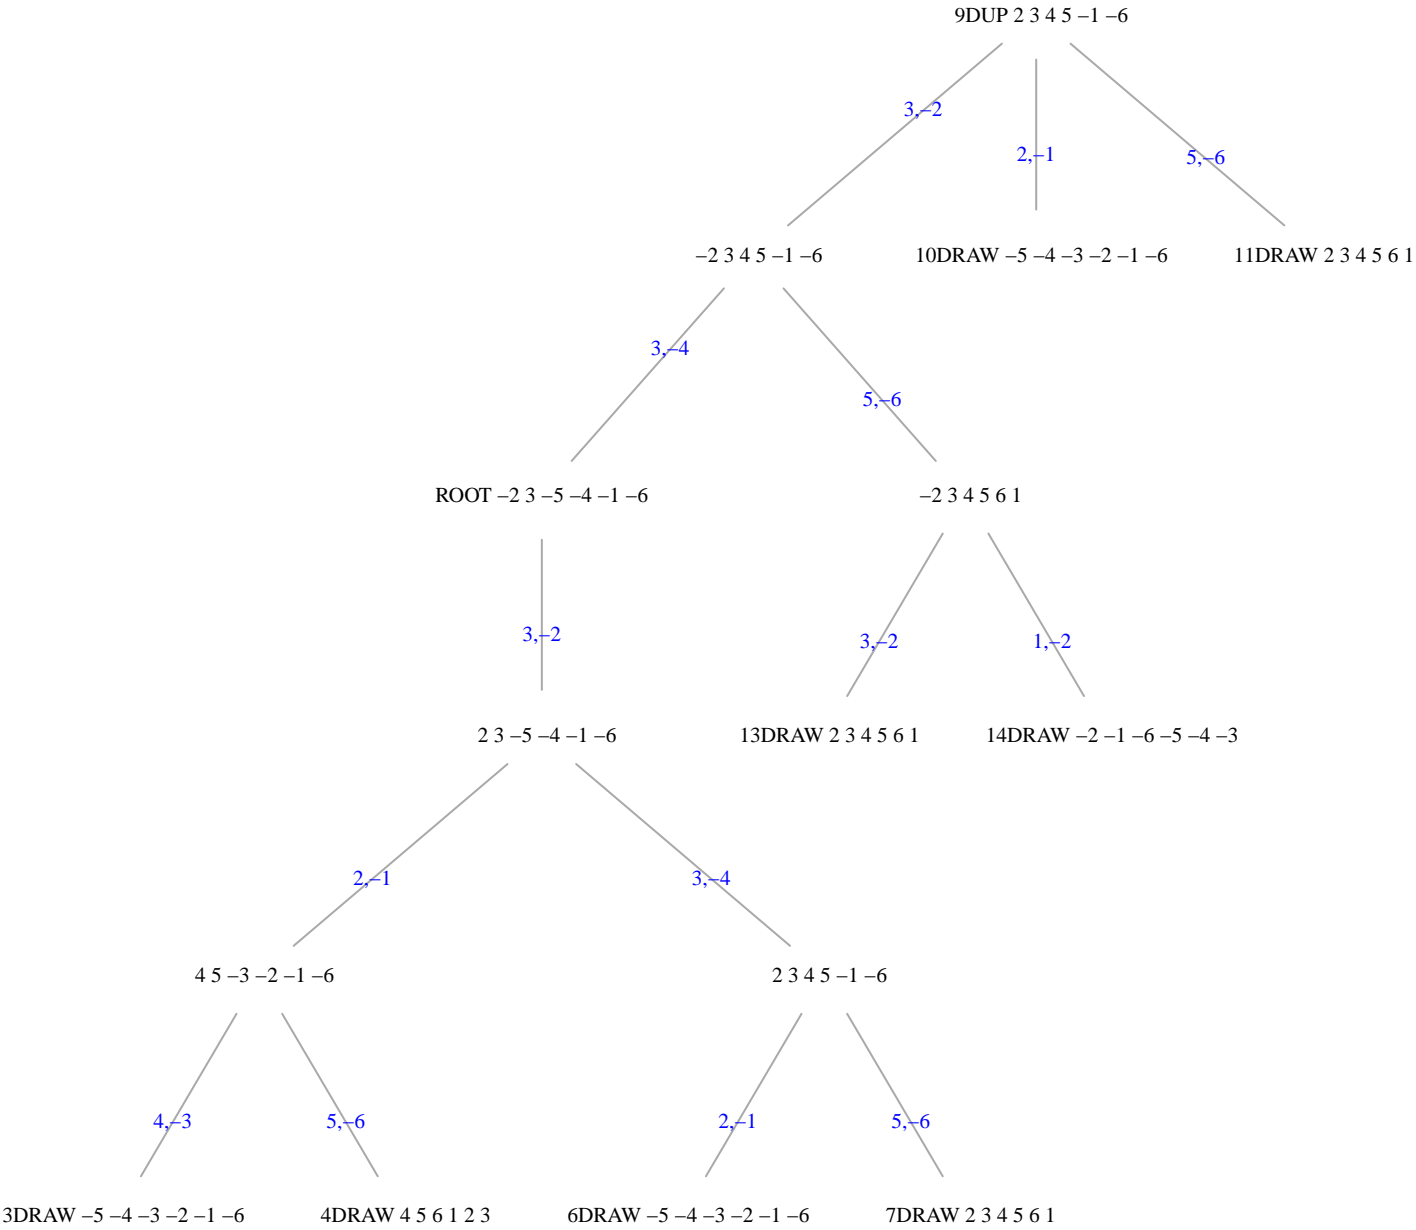 9DUP 2 3 4 5 –1 –6
3,–2
2,–1
5,–6
–2 3 4 5 –1 –6
10DRAW –5 –4 –3 –2 –1 –6
11DRAW 2 3 4 5 6 1
3,–4
5,–6
ROOT –2 3 –5 –4 –1 –6
–2 3 4 5 6 1
3,–2
3,–2
1,–2
2 3 –5 –4 –1 –6
13DRAW 2 3 4 5 6 1
14DRAW –2 –1 –6 –5 –4 –3
2,–1
3,–4
4 5 –3 –2 –1 –6
2 3 4 5 –1 –6
4,–3
5,–6
2,–1
5,–6
3DRAW –5 –4 –3 –2 –1 –6
4DRAW 4 5 6 1 2 3
6DRAW –5 –4 –3 –2 –1 –6
7DRAW 2 3 4 5 6 1